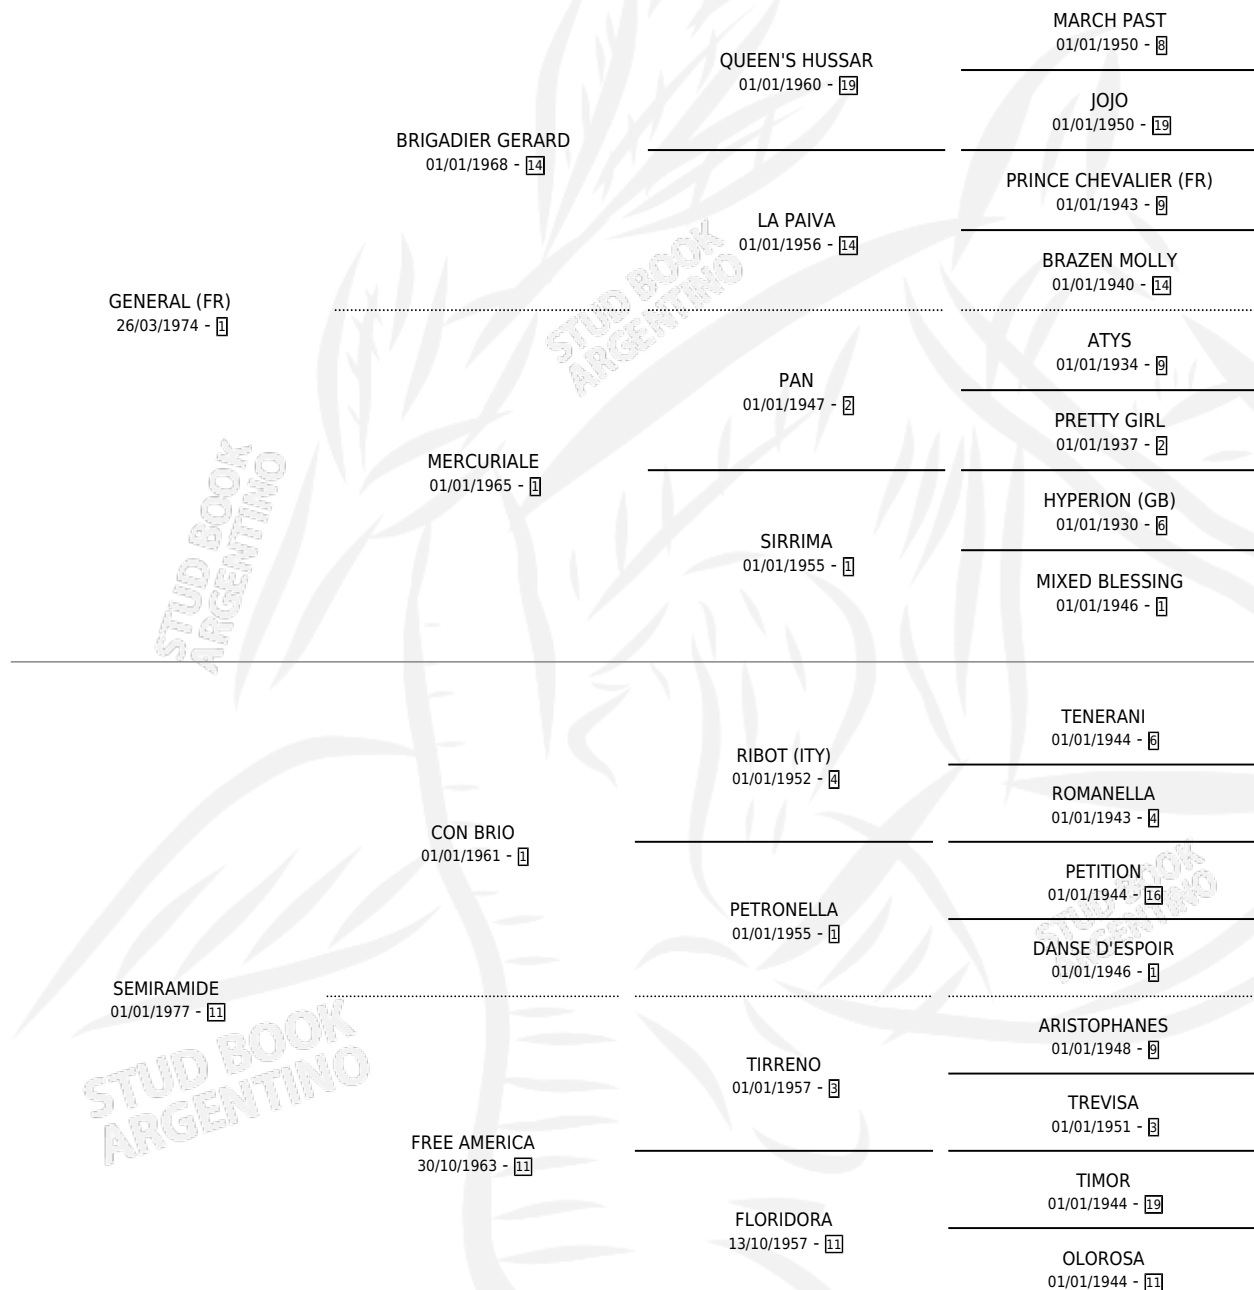 MARCH PAST
01/01/1950 - 8
QUEEN'S HUSSAR
01/01/1960 - 19
JOJO
01/01/1950 - 19
BRIGADIER GERARD
01/01/1968 - 14
PRINCE CHEVALIER (FR)
01/01/1943 - 9
LA PAIVA
01/01/1956 - 14
BRAZEN MOLLY
01/01/1940 - 14
GENERAL (FR)
26/03/1974 - 1
ATYS
01/01/1934 - 9
PAN
01/01/1947 - 2
PRETTY GIRL
01/01/1937 - 2
MERCURIALE
01/01/1965 - 1
HYPERION (GB)
01/01/1930 - 6
SIRRIMA
01/01/1955 - 1
MIXED BLESSING
01/01/1946 - 1
TENERANI
01/01/1944 - 6
RIBOT (ITY)
01/01/1952 - 4
ROMANELLA
01/01/1943 - 4
CON BRIO
01/01/1961 - 1
PETITION
01/01/1944 - 16
PETRONELLA
01/01/1955 - 1
DANSE D'ESPOIR
01/01/1946 - 1
SEMIRAMIDE
01/01/1977 - 11
ARISTOPHANES
01/01/1948 - 9
TIRRENO
01/01/1957 - 3
TREVISA
01/01/1951 - 3
FREE AMERICA
30/10/1963 - 11
TIMOR
01/01/1944 - 19
FLORIDORA
13/10/1957 - 11
OLOROSA
01/01/1944 - 11
STUD BOOK
ARGENTINO
STUD BOOK
ARGENTINO
STUD BOOK
ARGENTINO
STUD BOOK
ARGENTINO